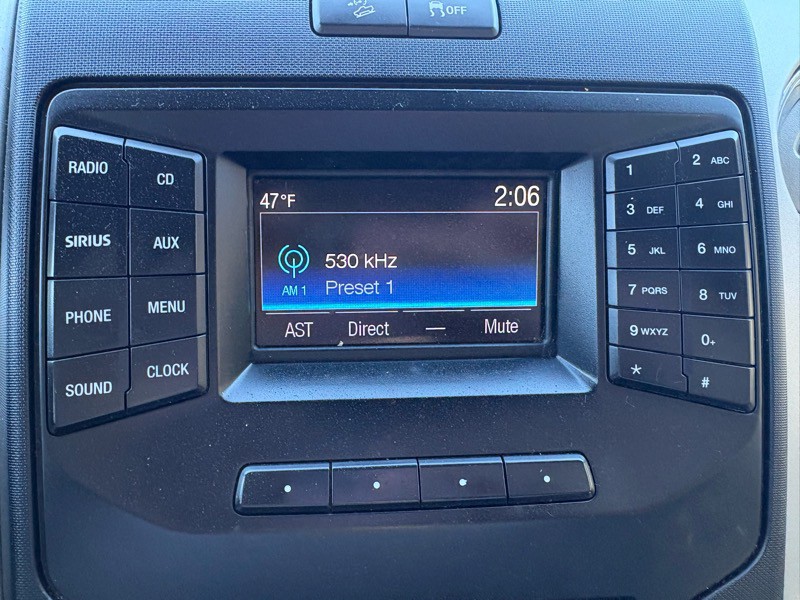 OFF
RADIO
CD
SIRIUS
AUX
PHONE
MENU
SOUND
CLOCK
47°F
2:06
530 kHz
AM 1
Preset 1
AST Direct — Mute
1
2 ABC
3 DEF
4 GHI
5 JKL
6 MNO
7 PQRS
8 TUV
9 WXYZ
0+
*
#